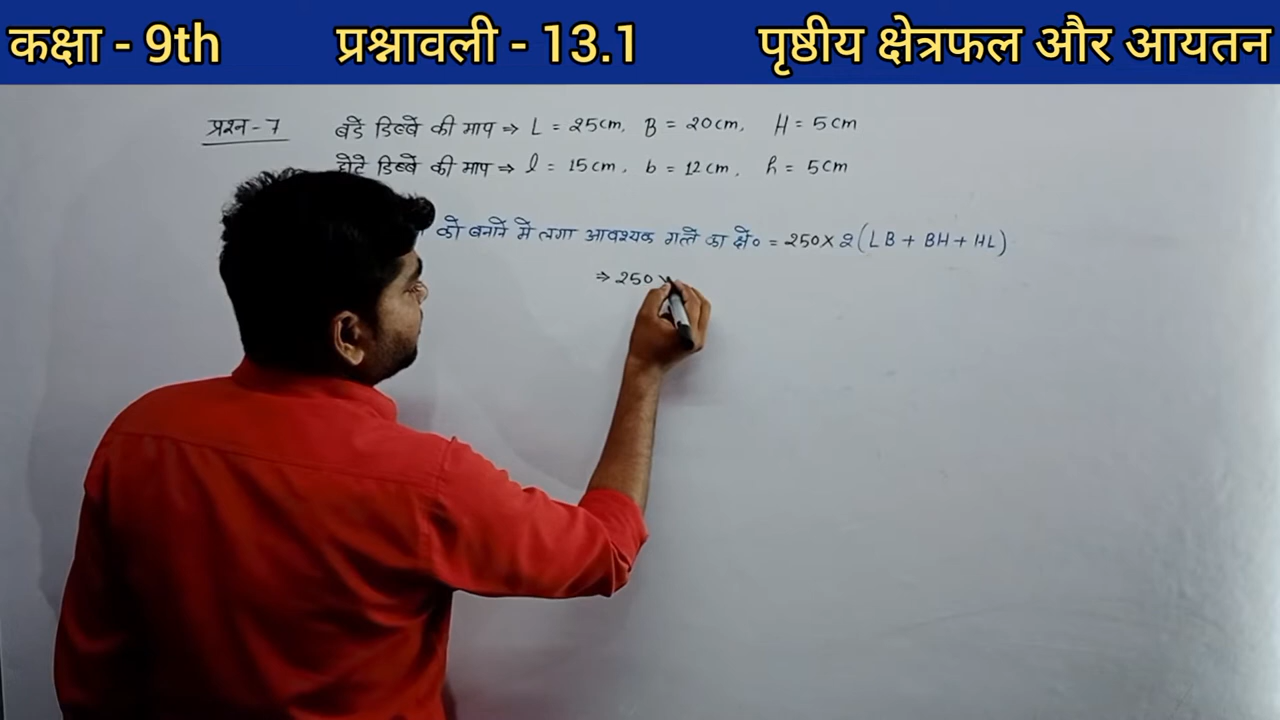 कक्षा - 9th प्रश्नावली - 13.1 पृष्ठीय क्षेत्रफल और आयतन
प्रश्न - 7 बडे डिब्बे की माप ⇒ L = 25cm, B = 20cm, H = 5cm
छोटे डिब्बे की माप ⇒ l = 15cm, b = 12cm, h = 5cm
को बनाने में लगा आवश्यक गत्ते का क्षे० = 250 × 2 (LB + BH + HL)
⇒ 250 ×